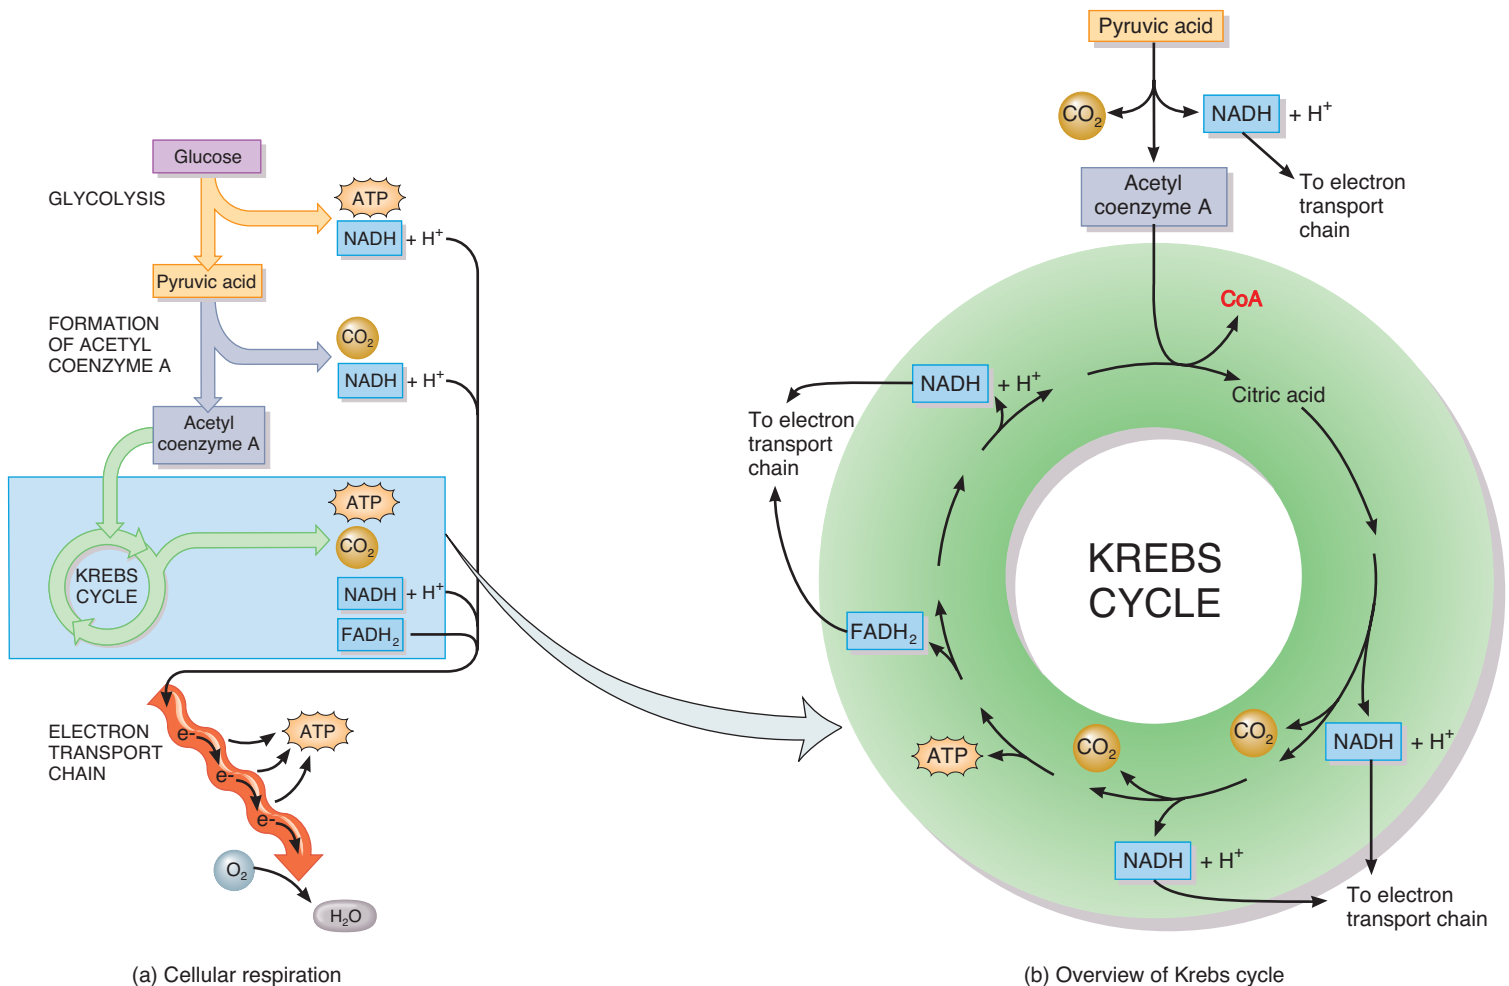 Glucose
GLYCOLYSIS
ATP
NADH + H⁺
Pyruvic acid
FORMATION
OF ACETYL
COENZYME A
CO₂
NADH + H⁺
Acetyl
coenzyme A
ATP
CO₂
KREBS
CYCLE
NADH + H⁺
FADH₂
ELECTRON
TRANSPORT
CHAIN
e-
e-
e-
ATP
O₂
H₂O
(a) Cellular respiration
Pyruvic acid
CO₂
NADH + H⁺
To electron
transport
chain
Acetyl
coenzyme A
CoA
Citric acid
NADH + H⁺
To electron
transport
chain
KREBS
CYCLE
FADH₂
ATP
CO₂
CO₂
NADH + H⁺
NADH + H⁺
To electron
transport chain
(b) Overview of Krebs cycle